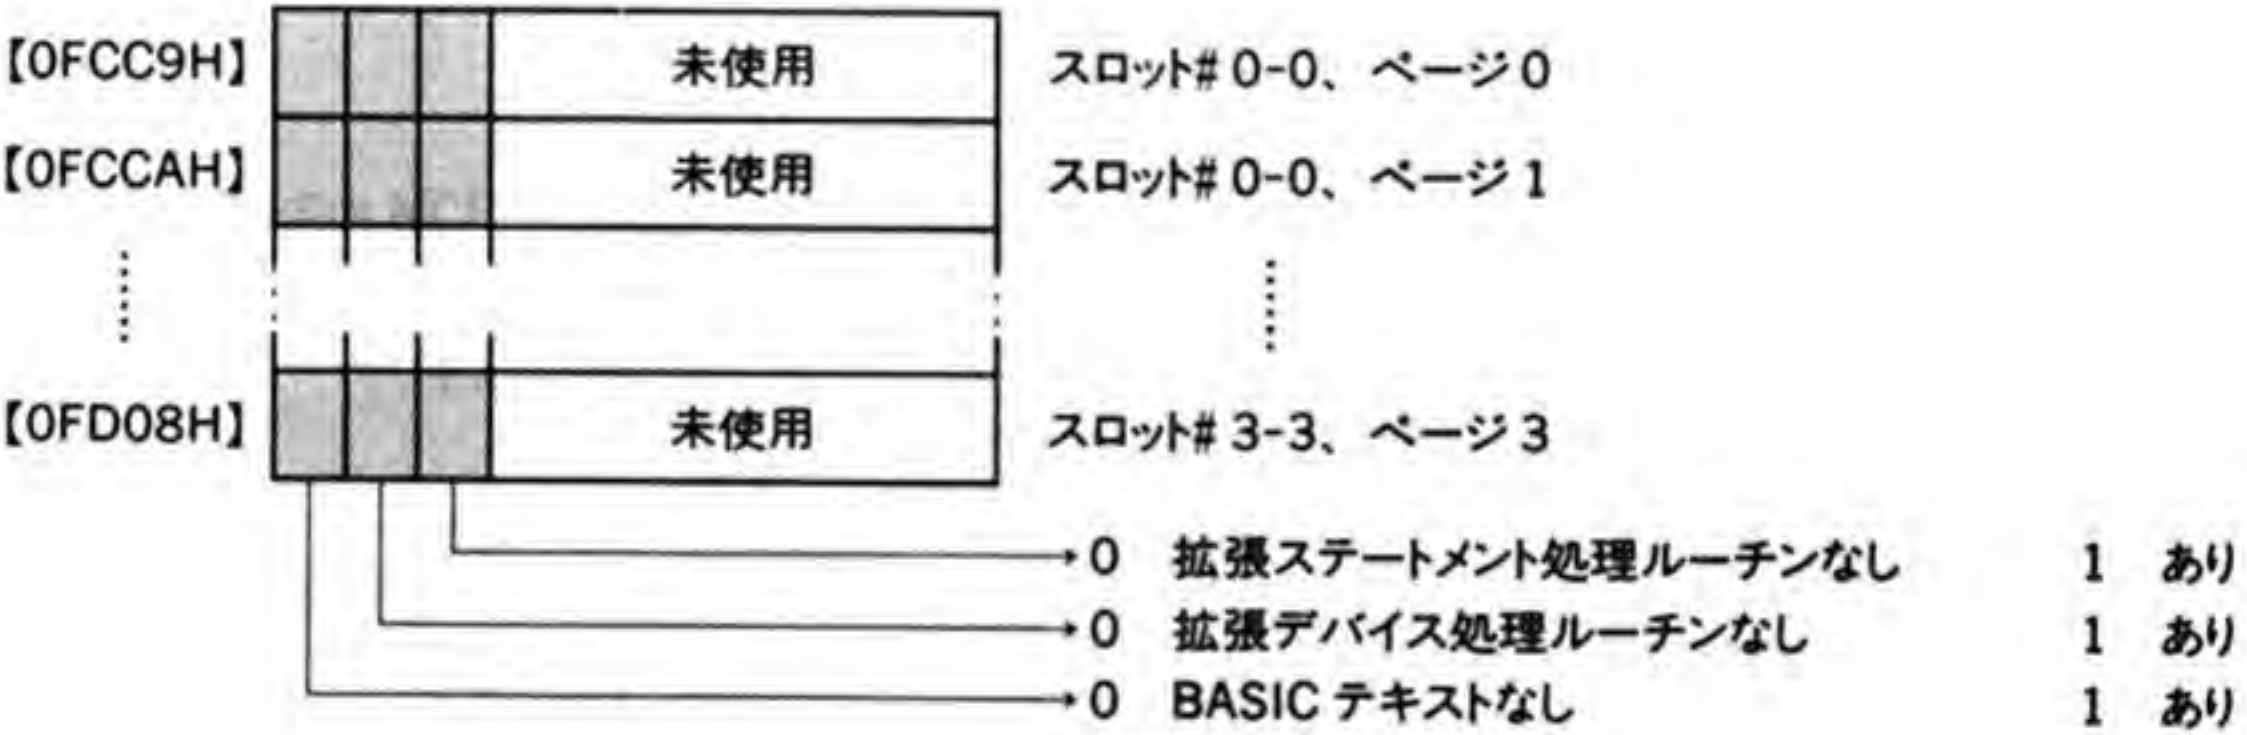 【0FCC9H】 未使用 スロット# 0-0、ページ 0
【0FCCAH】 未使用 スロット# 0-0、ページ 1
【0FD08H】 未使用 スロット# 3-3、ページ 3
0 拡張ステートメント処理ルーチンなし 1 あり
0 拡張デバイス処理ルーチンなし 1 あり
0 BASIC テキストなし 1 あり